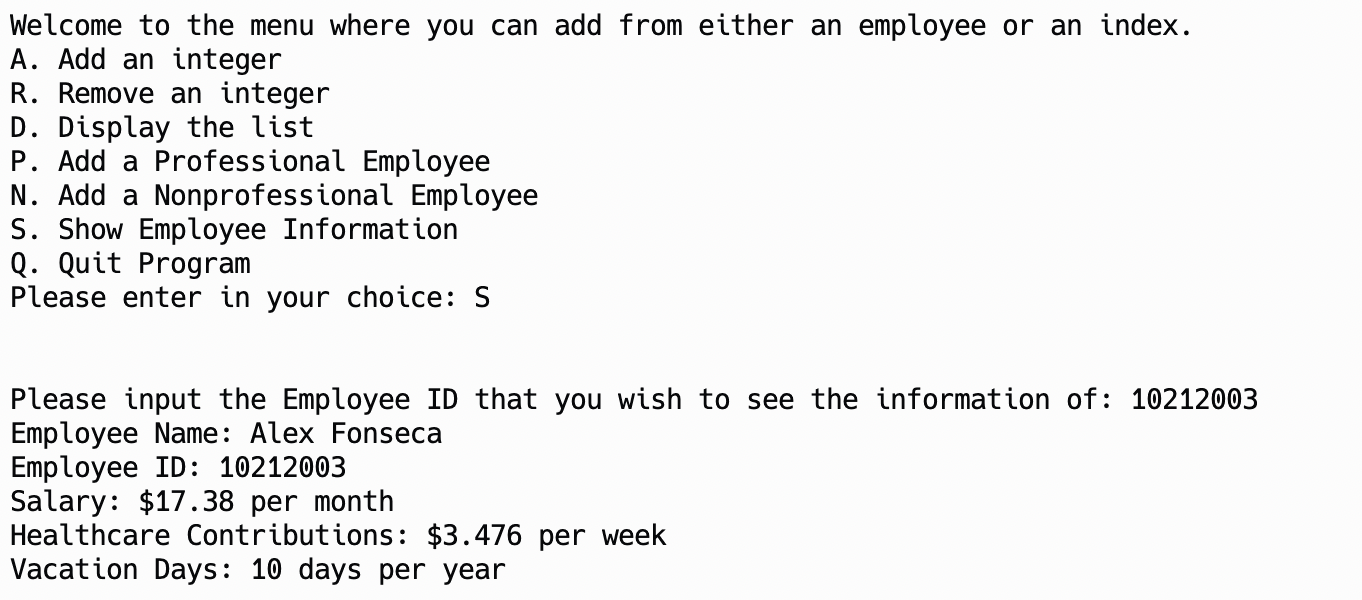 Welcome to the menu where you can add from either an employee or an index.
A. Add an integer
R. Remove an integer
D. Display the list
P. Add a Professional Employee
N. Add a Nonprofessional Employee
S. Show Employee Information
Q. Quit Program
Please enter in your choice: S
Please input the Employee ID that you wish to see the information of: 10212003
Employee Name: Alex Fonseca
Employee ID: 10212003
Salary: $17.38 per month
Healthcare Contributions: $3.476 per week
Vacation Days: 10 days per year